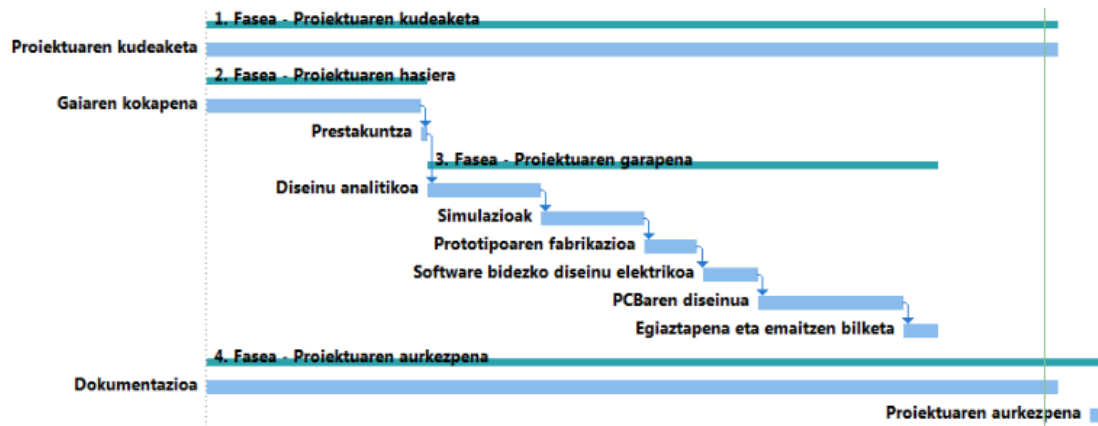 1. Fasea - Proiektuaren kudeaketa
Proiektuaren kudeaketa
2. Fasea - Proiektuaren hasiera
Gaiaren kokapena
Prestakuntza
3. Fasea - Proiektuaren garapena
Diseinu analitikoa
Simulazioak
Prototipoaren fabrikazioa
Software bidezko diseinu elektrikoa
PCBaren diseinua
Egiaztapena eta emaitzen bilketa
4. Fasea - Proiektuaren aurkezpena
Dokumentazioa
Proiektuaren aurkezpena